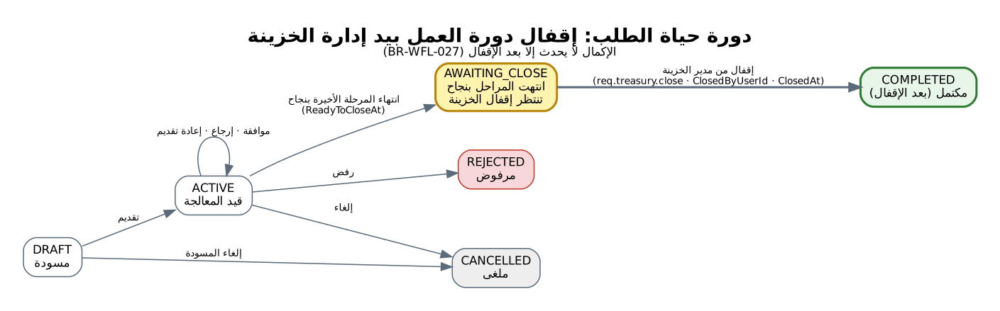 دورة حياة الطلب: إقفال دورة العمل بيد إدارة الخزينة
الإكمال لا يحدث إلا بعد الإقفال (BR-WFL-027)
AWAITING_CLOSE
انتهت المراحل بنجاح
تنتظر إقفال الخزينة
إقفال من مدير الخزينة
(req.treasury.close · ClosedByUserId · ClosedAt)
COMPLETED
مكتمل (بعد الإقفال)
انتهاء المرحلة الأخيرة بنجاح
(ReadyToCloseAt)
موافقة · إرجاع · إعادة تقديم
REJECTED
مرفوض
رفض
ACTIVE
قيد المعالجة
إلغاء
تقديم
DRAFT
مسودة
إلغاء المسودة
CANCELLED
ملغى